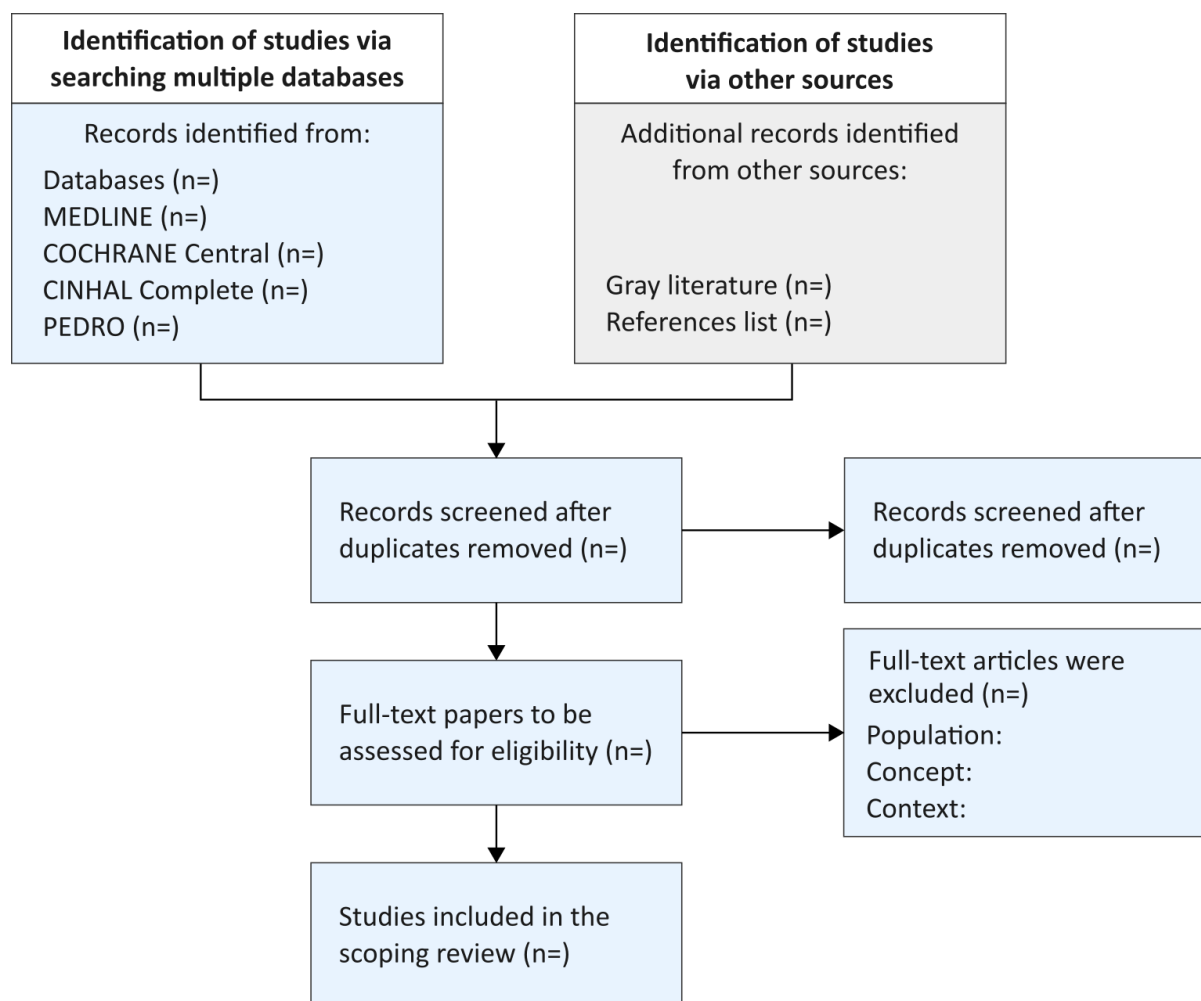 Identification of studies via
searching multiple databases
Records identified from:
Databases (n=)
MEDLINE (n=)
COCHRANE Central (n=)
CINHAL Complete (n=)
PEDRO (n=)
Identification of studies
via other sources
Additional records identified
from other sources:
Gray literature (n=)
References list (n=)
Records screened after
duplicates removed (n=)
Records screened after
duplicates removed (n=)
Full-text papers to be
assessed for eligibility (n=)
Full-text articles were
excluded (n=)
Population:
Concept:
Context:
Studies included in the
scoping review (n=)